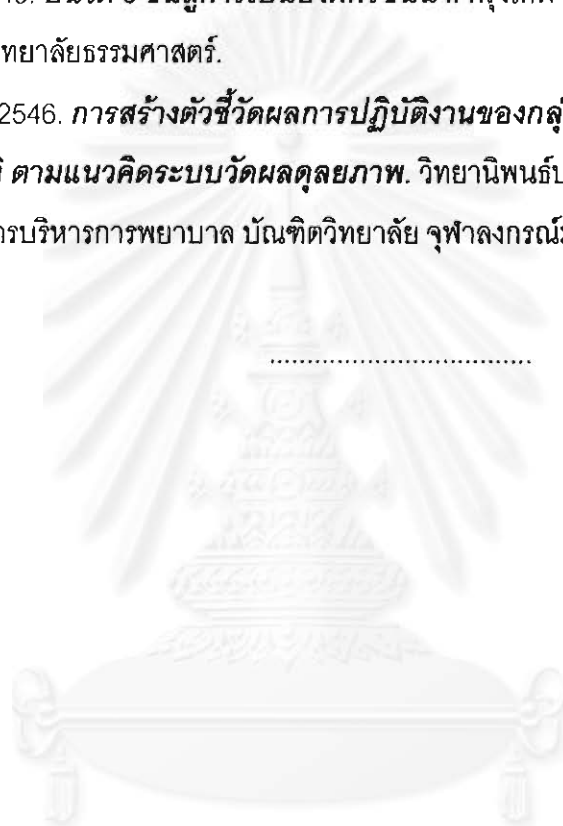 ทยาลัยธรรมศาสตร์.
2546. การสร้างตัวชี้วัดผลการปฏิบัติงานของกลุ่
ตามแนวคิดระบบวัดผลดุลยภาพ. วิทยานิพนธ์
ารบริหารการพยาบาล บัณฑิตวิทยาลัย จุฬาลงกรณ์
.................................